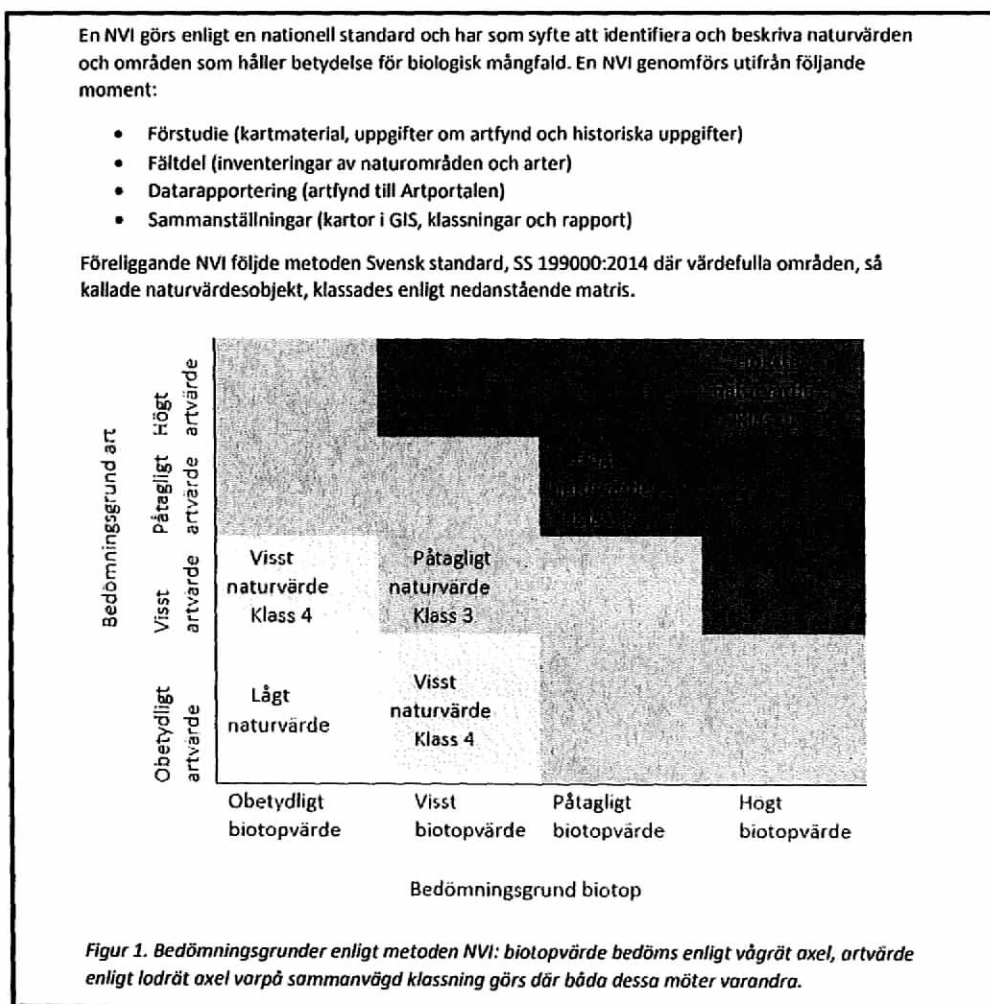 En NVI görs enligt en nationell standard och har som syfte att identifiera och beskriva naturvärden
och områden som håller betydelse för biologisk mångfald. En NVI genomförs utifrån följande
moment:
• Förstudie (kartmaterial, uppgifter om artfynd och historiska uppgifter)
• Fältdel (inventeringar av naturområden och arter)
• Datarapportering (artfynd till Artportalen)
• Sammanställningar (kartor i GIS, klassningar och rapport)
Föreliggande NVI följde metoden Svensk standard, SS 199000:2014 där värdefulla områden, så
kallade naturvärdesobjekt, klassades enligt nedanstående matris.
Bedömningsgrund art
Högt
artvärde
Påtagligt
artvärde
Visst
artvärde
Obetydligt
artvärde
Visst
naturvärde
Klass 4
Påtagligt
naturvärde
Klass 3
Lågt
naturvärde
Visst
naturvärde
Klass 4
Obetydligt
biotopvärde
Visst
biotopvärde
Påtagligt
biotopvärde
Högt
biotopvärde
Bedömningsgrund biotop
Figur 1. Bedömningsgrunder enligt metoden NVI: biotopvärde bedöms enligt vågrät axel, artvärde
enligt lodrät axel varpå sammanvägd klassning görs där båda dessa möter varandra.